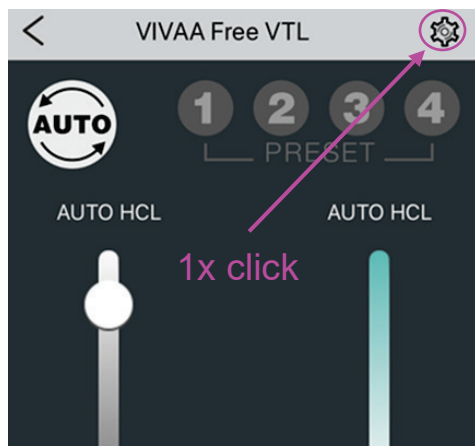 VIVAA Free VTL
AUTO
1 2 3 4
PRESET
AUTO HCL
AUTO HCL
1x click